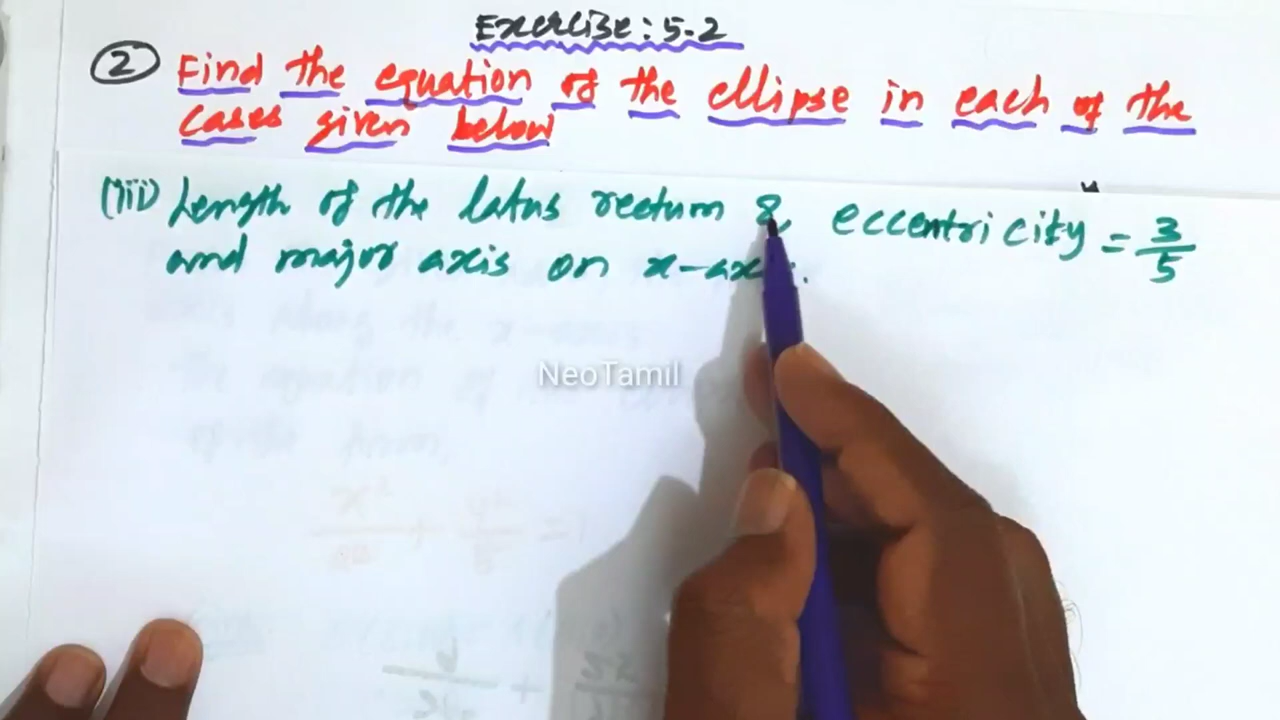 Exercise: 5.2
② Find the equation of the ellipse in each of the
cases given below
(iii) Length of the latus rectum 8, eccentricity = 3/5
and major axis on x-axis.
NeoTamil